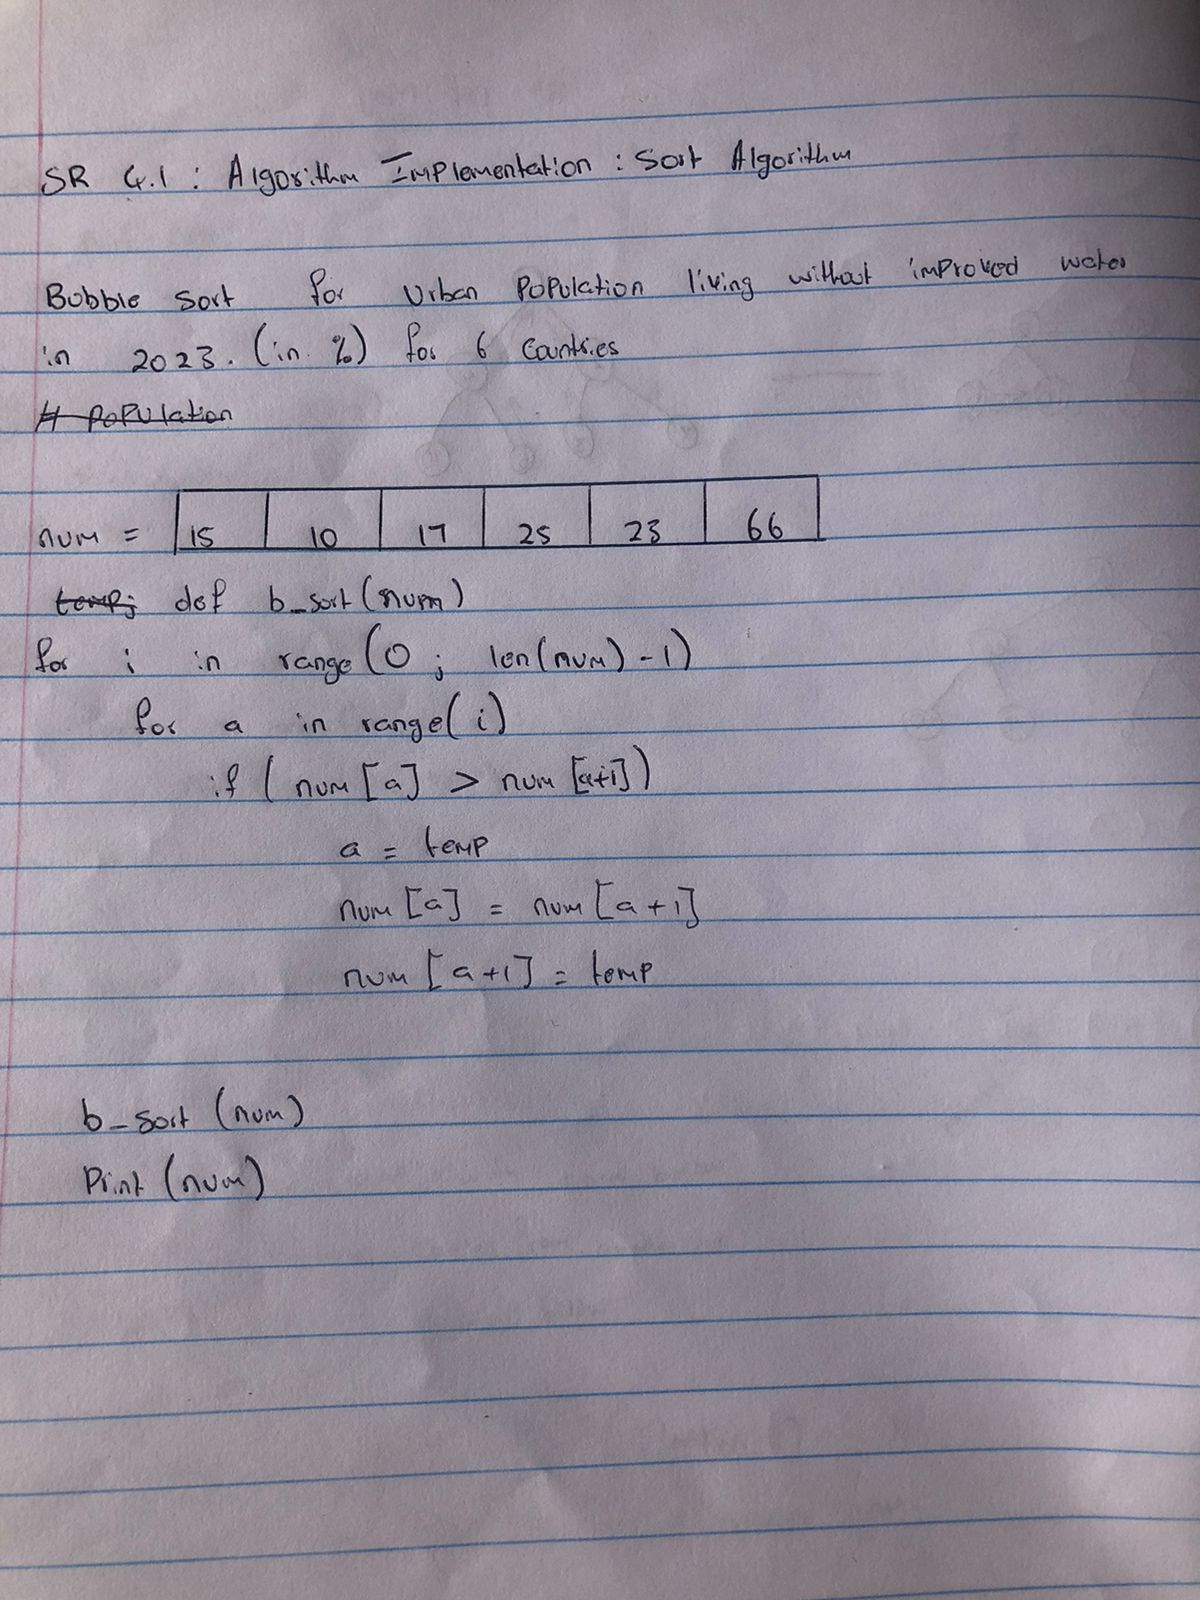 SR 4.1 : Algorithm Implementation : Sort Algorithm
Bubble sort for Urban Population living without improved water
in 2023. (in %) for 6 Countries
# Population
num = 15 10 17 25 23 66
temp; def b_sort(num)
for i in range(0 ; len(num) - 1)
for a in range(i)
if (num[a] > num[a+1])
a = temp
num[a] = num[a+1]
num[a+1] = temp
b_sort (num)
Print (num)